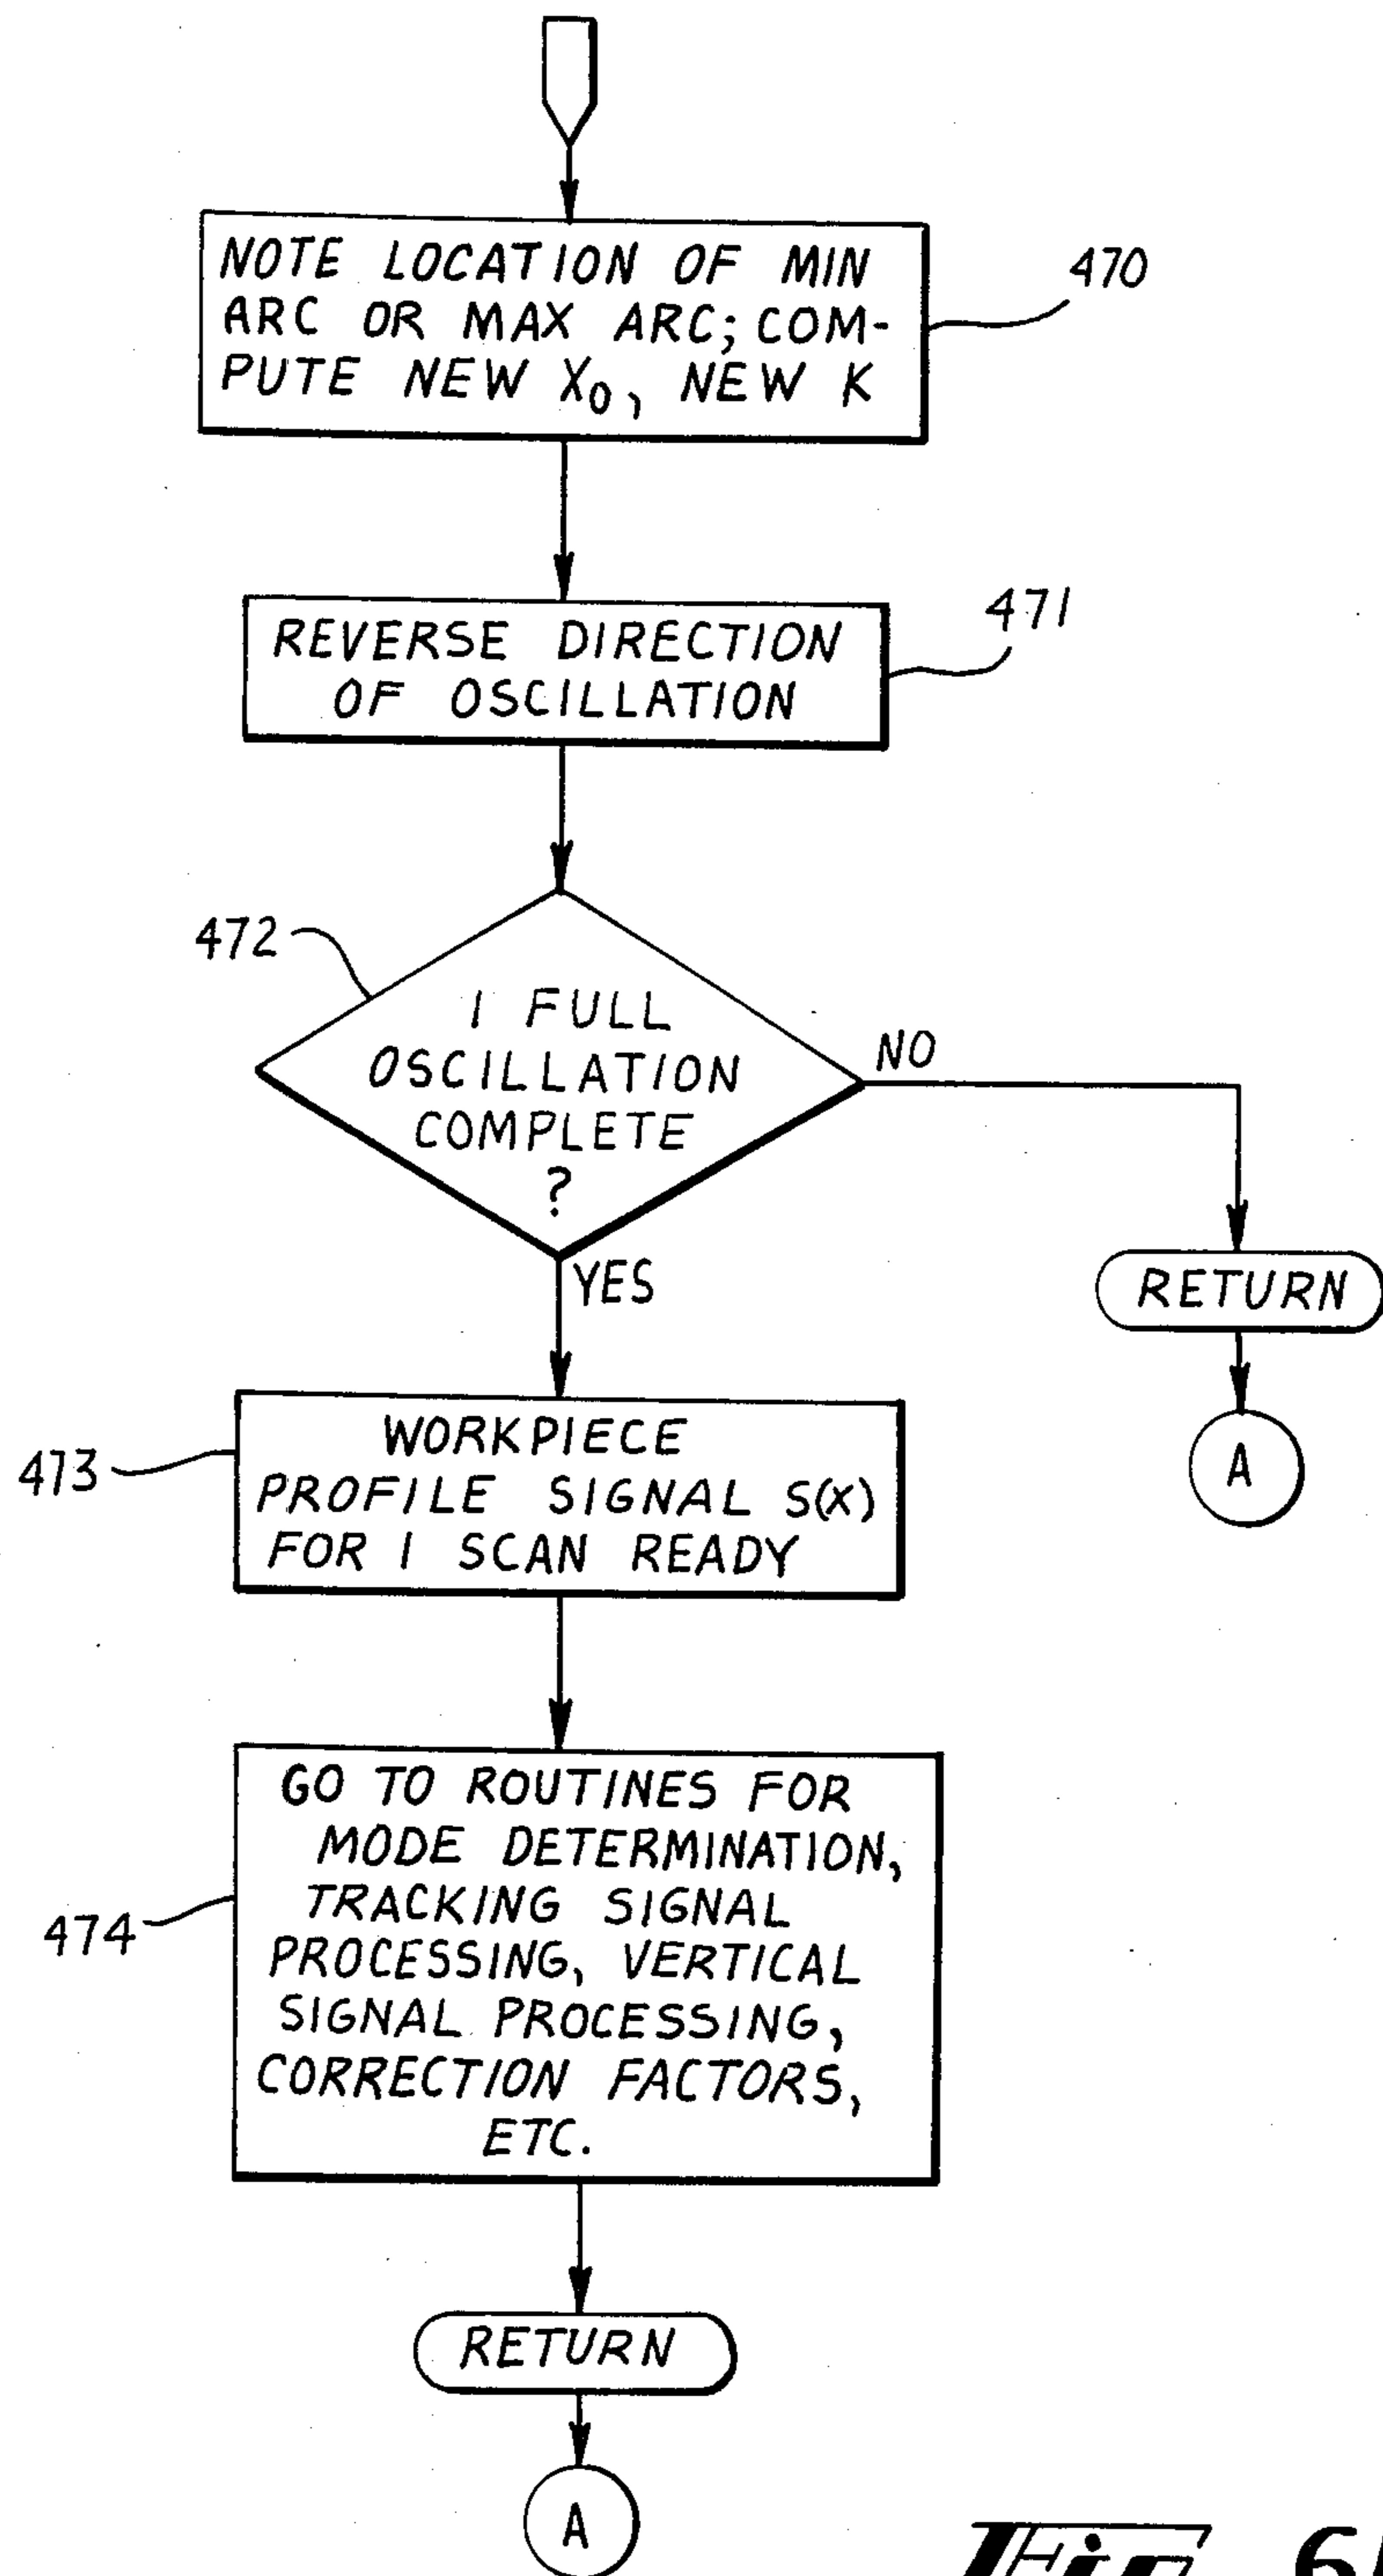 NOTE LOCATION OF MIN
ARC OR MAX ARC; COM-
PUTE NEW X₀, NEW K
470
REVERSE DIRECTION
OF OSCILLATION
471
472
1 FULL
OSCILLATION
COMPLETE
?
NO
YES
RETURN
A
WORKPIECE
PROFILE SIGNAL S(X)
FOR 1 SCAN READY
473
GO TO ROUTINES FOR
MODE DETERMINATION,
TRACKING SIGNAL
PROCESSING, VERTICAL
SIGNAL PROCESSING,
CORRECTION FACTORS,
ETC.
474
RETURN
A